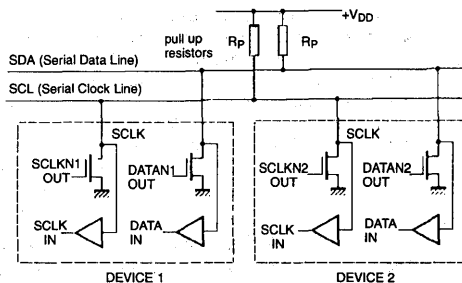 +VDD
pull up
resistors
RP
RP
SDA (Serial Data Line)
SCL (Serial Clock Line)
SCLK
SCLKN1
OUT
DATAN1
OUT
SCLK
IN
DATA
IN
DEVICE 1
SCLK
SCLKN2
OUT
DATAN2
OUT
SCLK
IN
DATA
IN
DEVICE 2